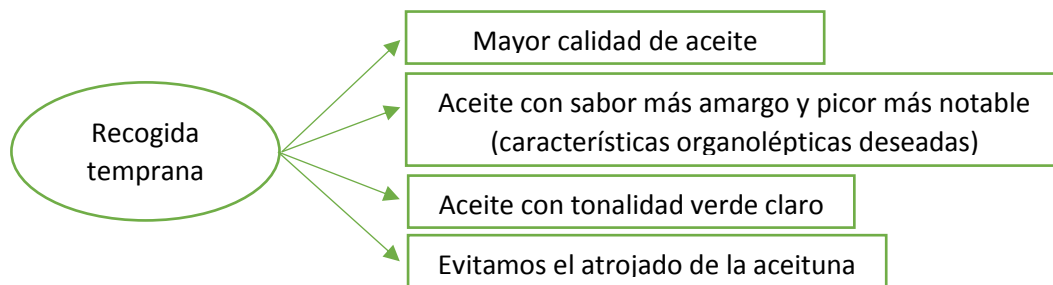 Recogida
temprana
Mayor calidad de aceite
Aceite con sabor más amargo y picor más notable
(características organolépticas deseadas)
Aceite con tonalidad verde claro
Evitamos el atrojado de la aceituna